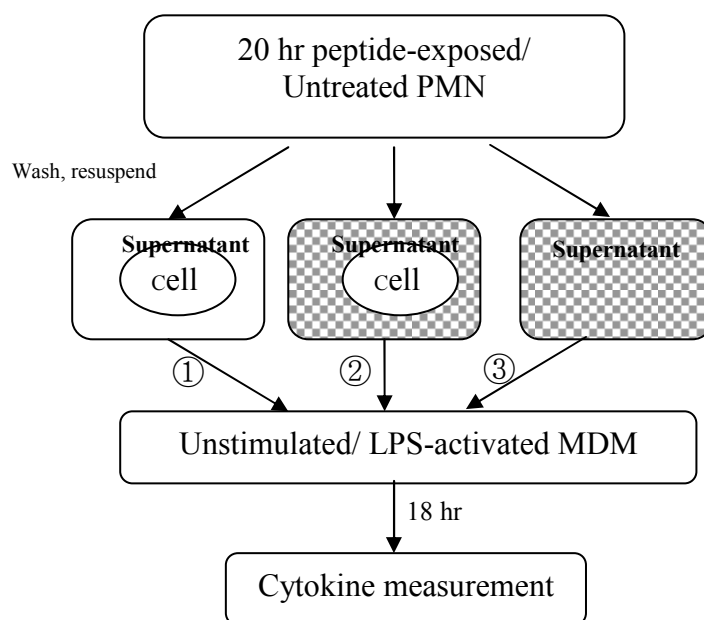 20 hr peptide-exposed/
Untreated PMN
Wash, resuspend
Supernatant
cell
Supernatant
cell
Supernatant
①
②
③
Unstimulated/ LPS-activated MDM
18 hr
Cytokine measurement